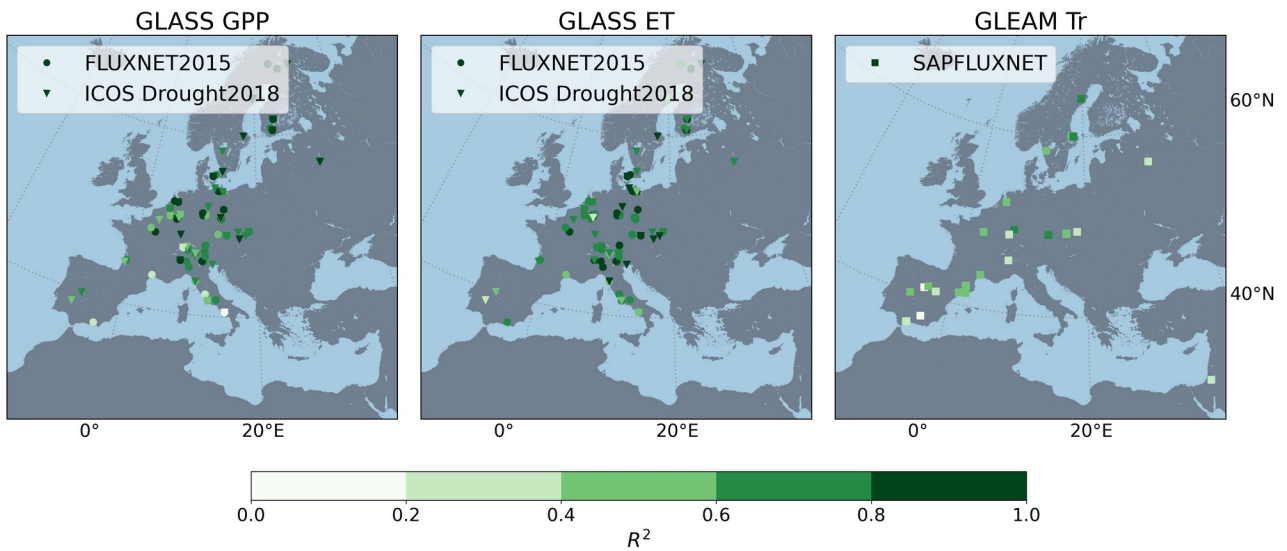 GLASS GPP
GLASS ET
GLEAM Tr
FLUXNET2015
ICOS Drought2018
FLUXNET2015
ICOS Drought2018
SAPFLUXNET
60°N
40°N
0°
20°E
0°
20°E
0°
20°E
0.0
0.2
0.4
0.6
0.8
1.0
R²